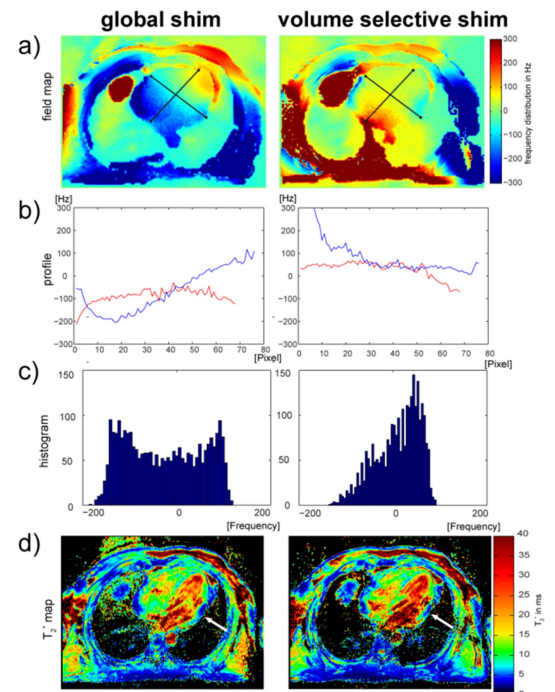 global shim
volume selective shim
a)
field map
300
200
100
0
−100
−200
−300
frequency distribution in Hz
b)
profile
[Hz]
300
200
100
0
−100
−200
−300
0 10 20 30 40 50 60 70 80
[Pixel]
[Hz]
300
200
100
0
−100
−200
−300
0 10 20 30 40 50 60 70 80
[Pixel]
c)
histogram
150
100
50
0
−200 0 200
[Frequency]
150
100
50
0
−200 0 200
[Frequency]
d)
T2* map
40
35
30
25
20
15
10
5
T2* in ms